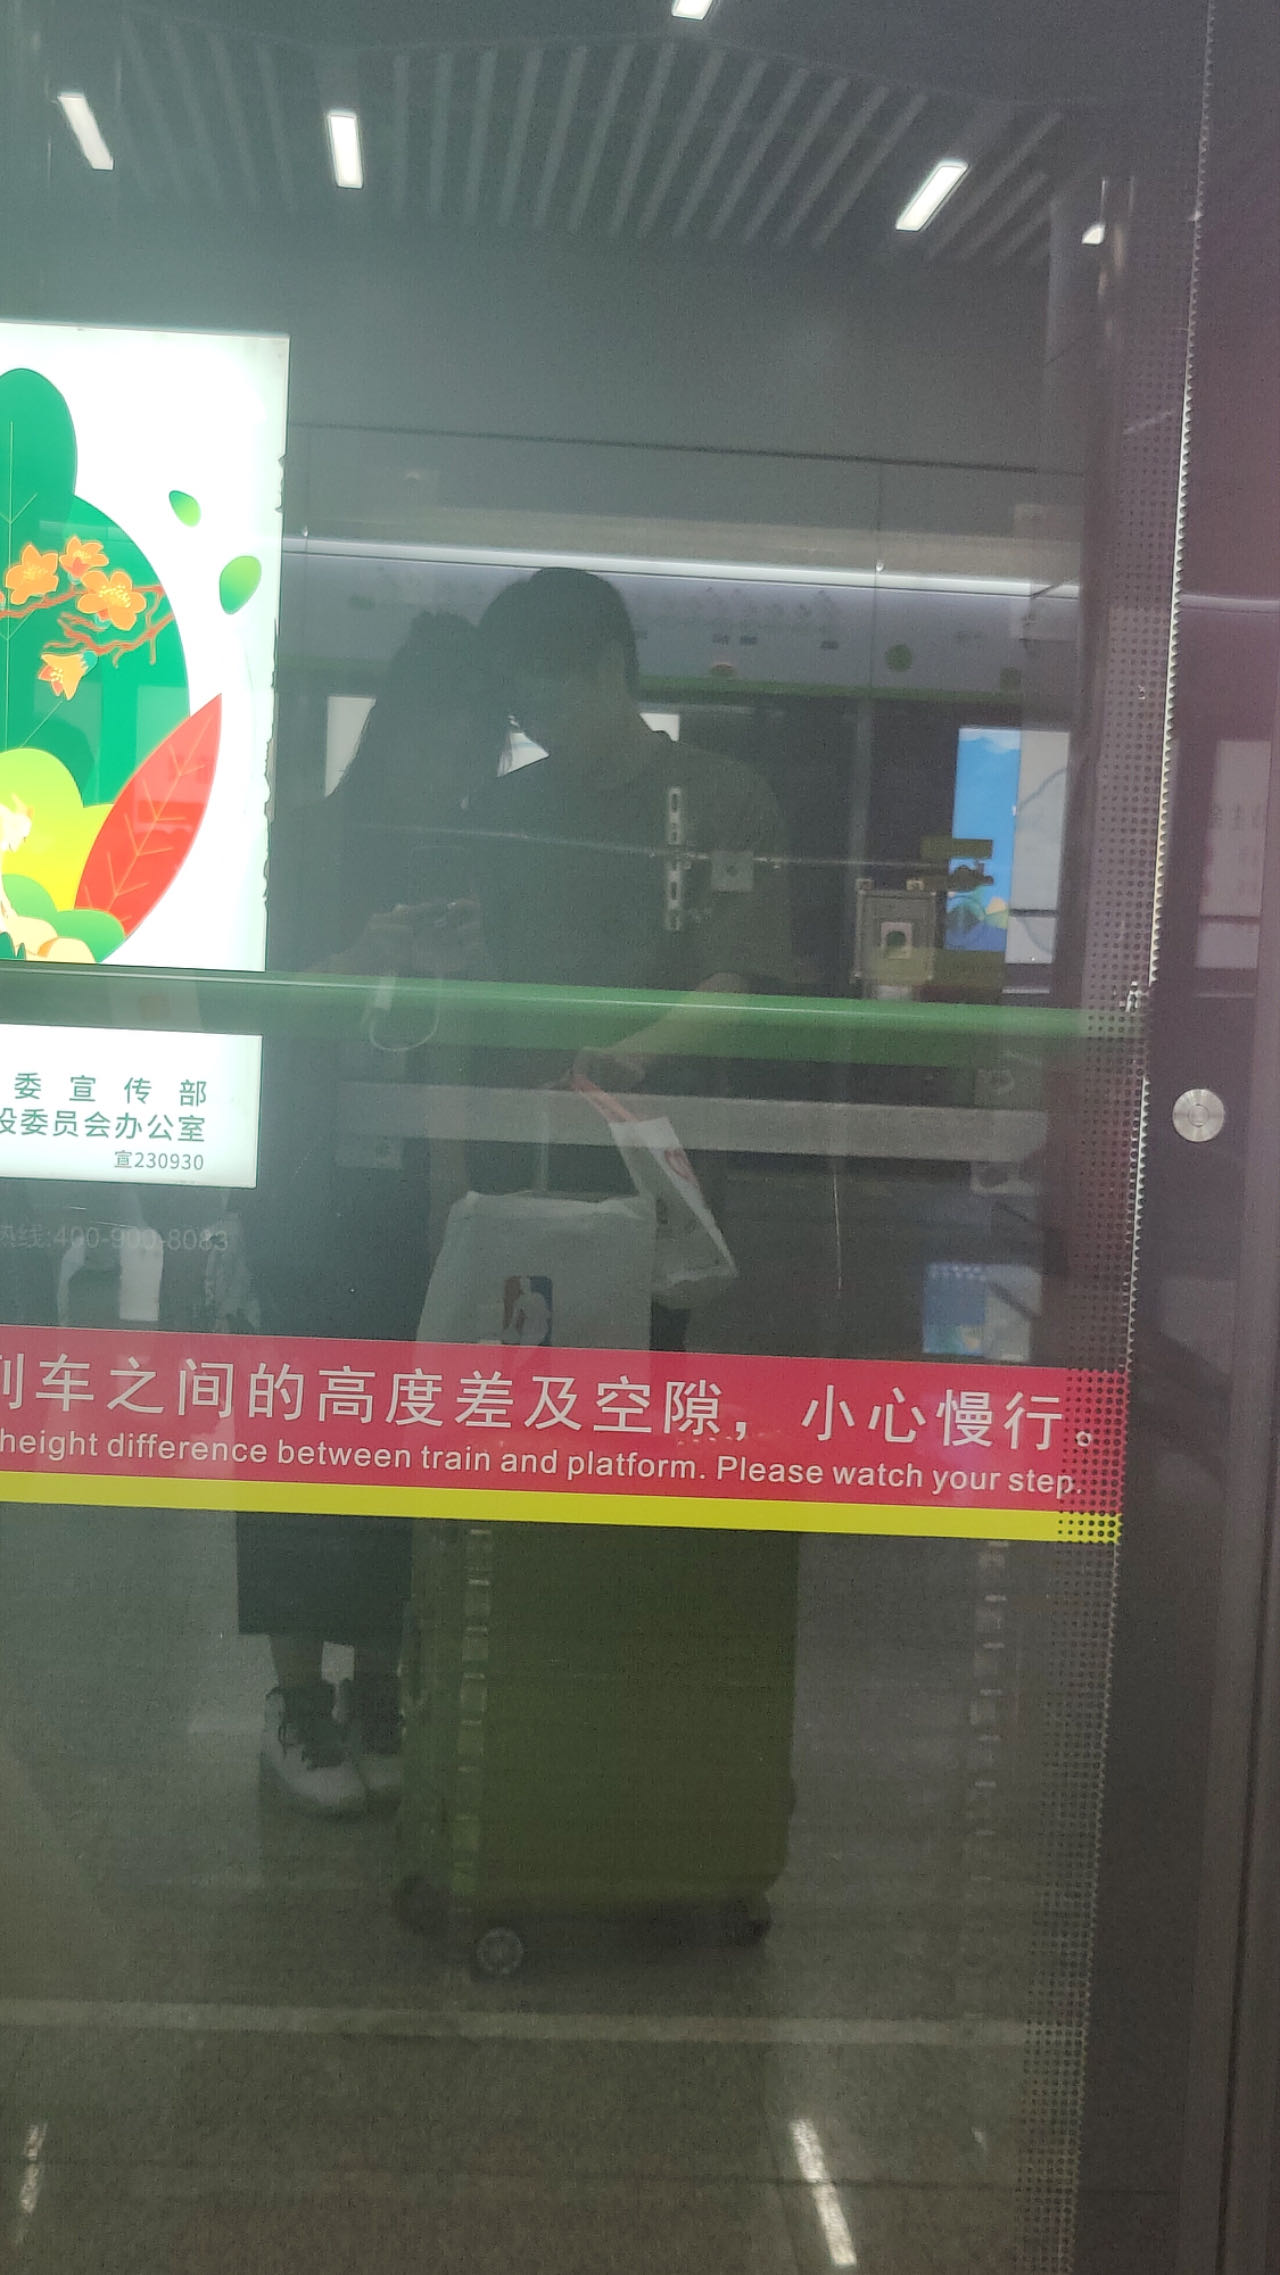 委宣传部
设委员会办公室
宣230930
热线:400-900-8083
列车之间的高度差及空隙，小心慢行。
height difference between train and platform. Please watch your step.